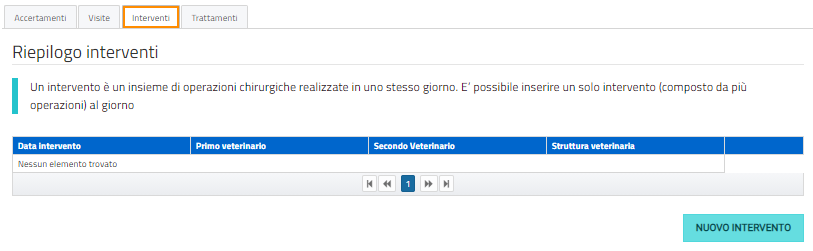 Accertamenti Visite Interventi Trattamenti
Riepilogo interventi
Un intervento è un insieme di operazioni chirurgiche realizzate in uno stesso giorno. E' possibile inserire un solo intervento (composto da più
operazioni) al giorno
Data intervento Primo veterinario Secondo Veterinario Struttura veterinaria
Nessun elemento trovato
1
NUOVO INTERVENTO